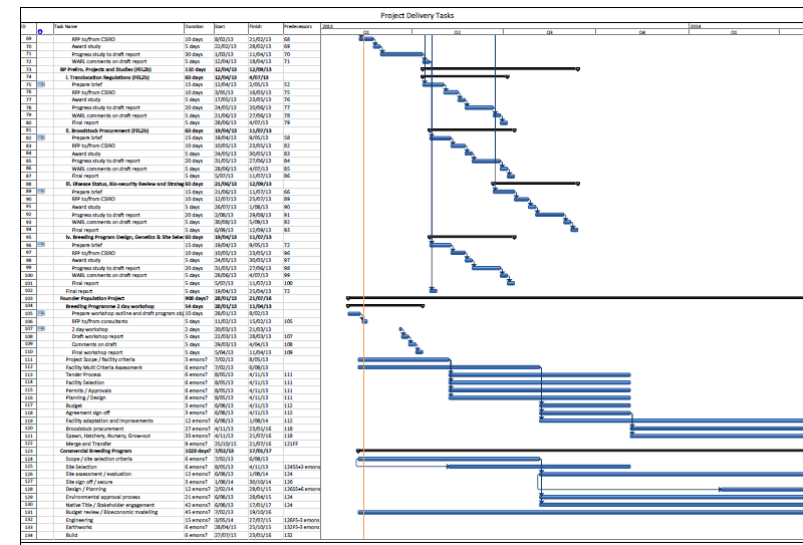 Project Delivery Tasks
ID Task Name Duration Start Finish Predecessors 2013 2014
Q1 Q2 Q3 Q4 Q1
69 RFP to/from CSIRO 10 days 8/02/13 21/02/13 68
70 Award study 5 days 22/02/13 28/02/13 69
71 Progress study to draft report 30 days 1/03/13 11/04/13 70
72 WARL comments on draft report 5 days 12/04/13 18/04/13 71
73 BP Prelim. Projects and Studies (FEL2b) 110 days 12/04/13 12/09/13
74 i. Translocation Regulations (FEL2b) 60 days 12/04/13 4/07/13
75 Prepare brief 15 days 12/04/13 2/05/13 52
76 RFP to/from consultants 10 days 3/05/13 16/05/13 75
77 Award study 5 days 17/05/13 23/05/13 76
78 Progress study to draft report 20 days 24/05/13 20/06/13 77
79 WARL comments on draft report 5 days 21/06/13 27/06/13 78
80 Final report 5 days 28/06/13 4/07/13 79
81 ii. Broodstock Procurement (FEL2b) 60 days 19/04/13 11/07/13
82 Prepare brief 15 days 19/04/13 9/05/13 58
83 RFP to/from consultants 10 days 10/05/13 23/05/13 82
84 Award study 5 days 24/05/13 30/05/13 83
85 Progress study to draft report 20 days 31/05/13 27/06/13 84
86 WARL comments on draft report 5 days 28/06/13 4/07/13 85
87 Final report 5 days 5/07/13 11/07/13 86
88 iii. Disease Status, Bio-security Review and Strateg 60 days 21/06/13 12/09/13
89 Prepare brief 15 days 21/06/13 11/07/13 66
90 RFP to/from consultants 10 days 12/07/13 25/07/13 89
91 Award study 5 days 26/07/13 1/08/13 90
92 Progress study to draft report 20 days 2/08/13 29/08/13 91
93 WARL comments on draft report 5 days 30/08/13 5/09/13 92
94 Final report 5 days 6/09/13 12/09/13 93
95 iv. Breeding Program Design, Genetics & Site Selec 60 days 19/04/13 11/07/13
96 Prepare brief 15 days 19/04/13 9/05/13 72
97 RFP to/from consultants 10 days 10/05/13 23/05/13 96
98 Award study 5 days 24/05/13 30/05/13 97
99 Progress study to draft report 20 days 31/05/13 27/06/13 98
100 WARL comments on draft report 5 days 28/06/13 4/07/13 99
101 Final report 5 days 5/07/13 11/07/13 100
102 Final report 5 days 19/04/13 25/04/13 72
103 Founder Population Project 908 days? 28/01/13 21/07/16
104 Breeding Programme 2 day workshop 54 days 28/01/13 11/04/13
105 Prepare workshop outline and draft program obj 10 days 28/01/13 8/02/13
106 RFP to/from consultants 5 days 11/02/13 15/02/13 105
107 2 day workshop 2 days 20/03/13 21/03/13
108 Draft workshop report 5 days 22/03/13 28/03/13 107
109 Comments on draft 5 days 29/03/13 4/04/13 108
110 Final workshop report 5 days 5/04/13 11/04/13 109
111 Project Scope / facility criteria 3 emons? 7/02/13 8/05/13
112 Facility Multi Criteria Assessment 6 emons? 7/02/13 6/08/13
113 Tender Process 6 emons? 8/05/13 4/11/13 111
114 Facility Selection 6 emons? 8/05/13 4/11/13 111
115 Permits / Approvals 6 emons? 8/05/13 4/11/13 111
116 Planning / Design 6 emons? 8/05/13 4/11/13 111
117 Budget 3 emons? 6/08/13 4/11/13 112
118 Agreement sign off 3 emons? 6/08/13 4/11/13 112
119 Facility adaptation and improvements 12 emons? 6/08/13 1/08/14 112
120 Broodstock procurement 27 emons? 4/11/13 23/01/16 118
121 Spawn, Hatchery, Nursery, Grow-out 33 emons? 4/11/13 21/07/16 118
122 Merge and Transfer 9 emons? 25/10/15 21/07/16 121FF
123 Commercial Breeding Program 1028 days? 7/02/13 17/01/17
124 Scope / site selection criteria 6 emons? 7/02/13 6/08/13
125 Site Selection 6 emons? 8/05/13 4/11/13 124SS+3 emons
126 Site assessment / evaluation 12 emons? 6/08/13 1/08/14 124
127 Site sign off / secure 3 emons? 1/08/14 30/10/14 126
128 Design / Planning 12 emons? 2/02/14 28/01/15 126SS+6 emons
129 Environmental approval process 21 emons? 6/08/13 28/04/15 124
130 Native Title / Stakeholder engagement 42 emons? 6/08/13 17/01/17 124
131 Budget review / Bioeconomic modelling 45 emons? 7/02/13 19/10/16
132 Engineering 15 emons? 3/05/14 27/07/15 126FS-3 emons
133 Earthworks 6 emons? 28/04/15 25/10/15 132FS-3 emons
134 Build 6 emons? 27/07/15 23/01/16 132